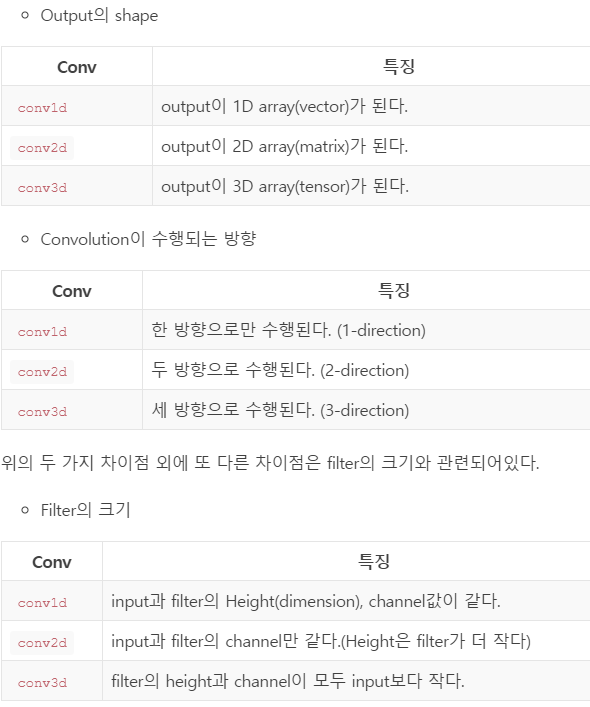 Output의 shape
Conv 특징
conv1d output이 1D array(vector)가 된다.
conv2d output이 2D array(matrix)가 된다.
conv3d output이 3D array(tensor)가 된다.
Convolution이 수행되는 방향
Conv 특징
conv1d 한 방향으로만 수행된다. (1-direction)
conv2d 두 방향으로 수행된다. (2-direction)
conv3d 세 방향으로 수행된다. (3-direction)
위의 두 가지 차이점 외에 또 다른 차이점은 filter의 크기와 관련되어있다.
Filter의 크기
Conv 특징
conv1d input과 filter의 Height(dimension), channel값이 같다.
conv2d input과 filter의 channel만 같다.(Height은 filter가 더 작다)
conv3d filter의 height과 channel이 모두 input보다 작다.